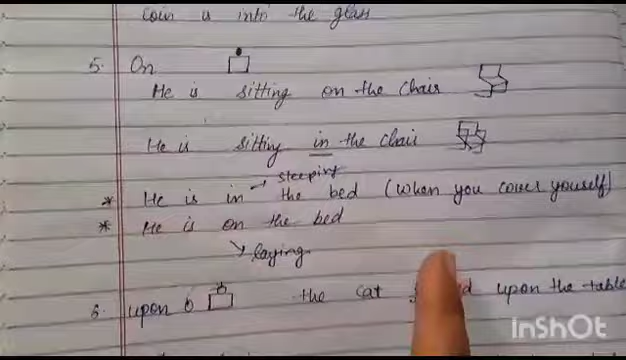 coin is into the glass
5. On
He is sitting on the chair
He is sitting in the chair
sleeping
* He is in the bed (when you cover yourself)
* He is on the bed
laying
6. upon the cat upon the table
InShOt